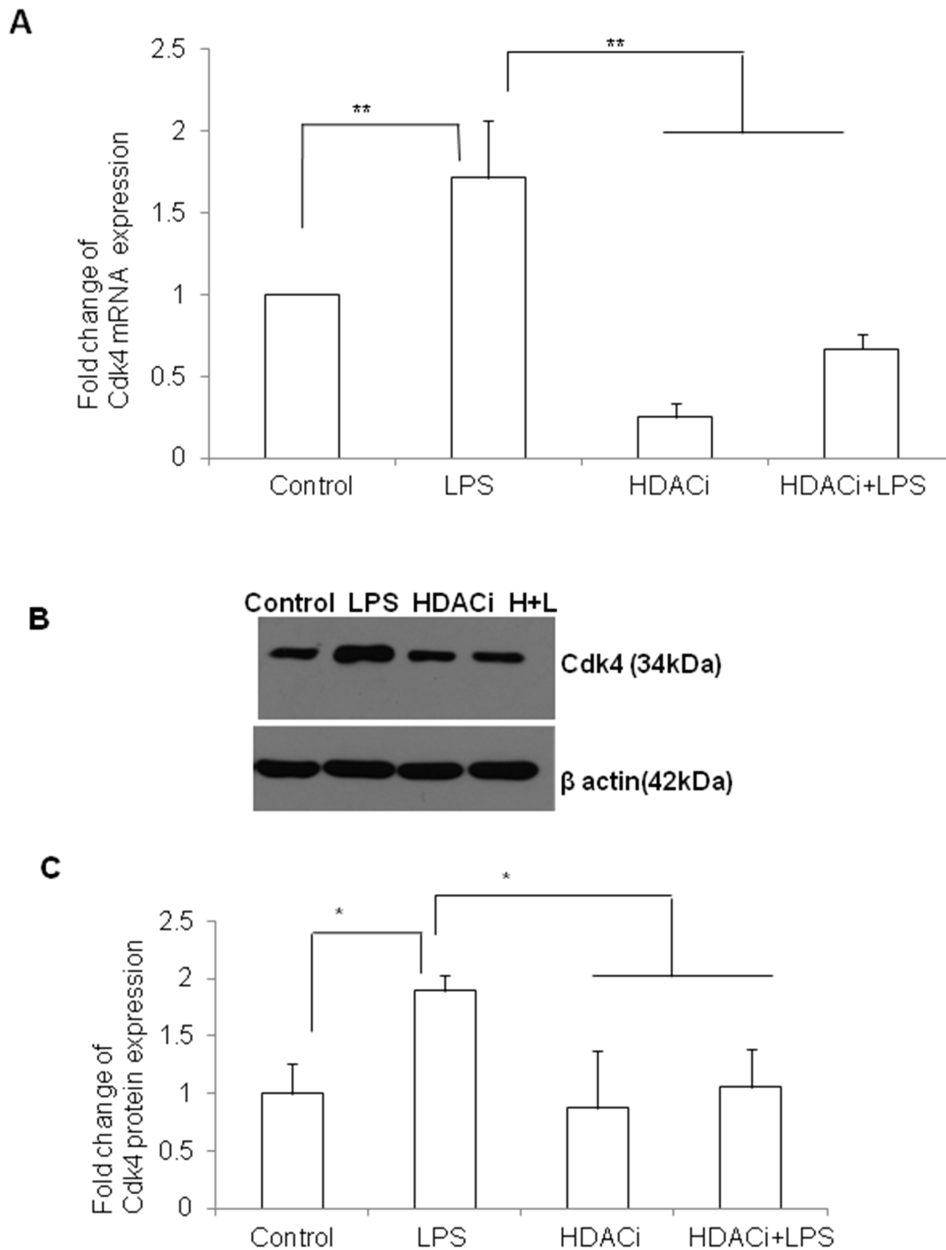 A
Fold change of
Cdk4 mRNA expression
2.5
2
1.5
1
0.5
0
**
**
Control LPS HDACi HDACi+LPS
B
Control LPS HDACi H+L
Cdk4 (34kDa)
β actin(42kDa)
C
Fold change of
Cdk4 protein expression
2.5
2
1.5
1
0.5
0
*
*
Control LPS HDACi HDACi+LPS